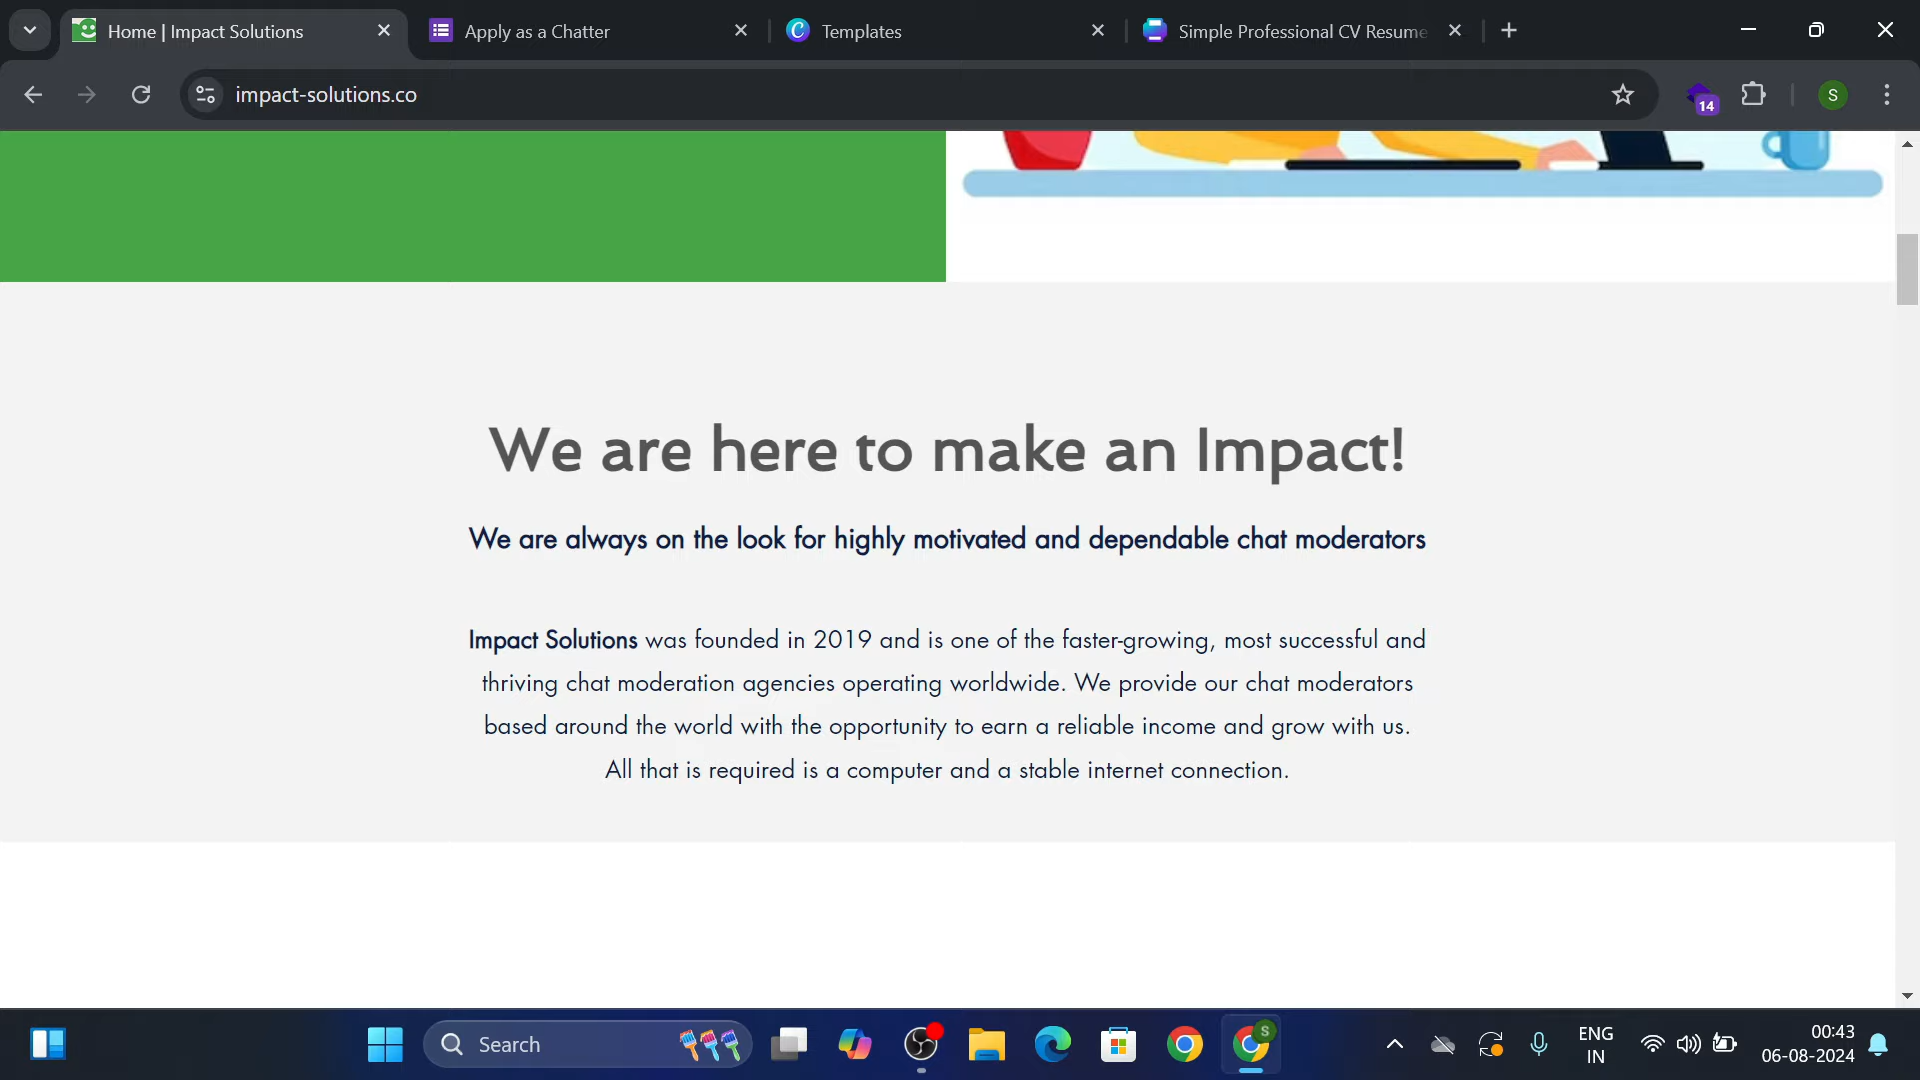 Home | Impact Solutions
Apply as a Chatter
Templates
Simple Professional CV Resume
impact-solutions.co
14
S
We are here to make an Impact!
We are always on the look for highly motivated and dependable chat moderators
Impact Solutions was founded in 2019 and is one of the faster-growing, most successful and
thriving chat moderation agencies operating worldwide. We provide our chat moderators
based around the world with the opportunity to earn a reliable income and grow with us.
All that is required is a computer and a stable internet connection.
Search
S
ENG
IN
00:43
06-08-2024